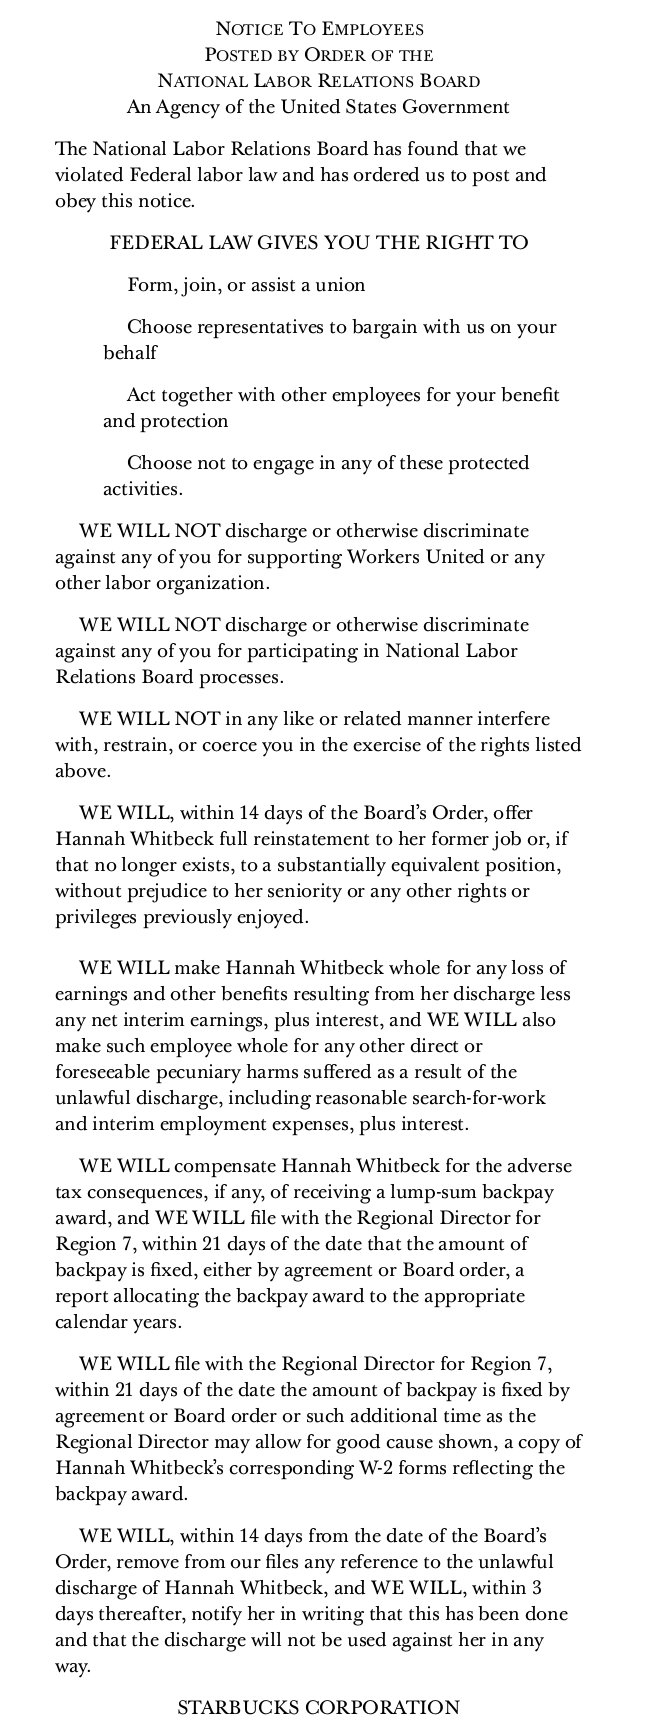 NOTICE TO EMPLOYEES
POSTED BY ORDER OF THE
NATIONAL LABOR RELATIONS BOARD
An Agency of the United States Government
The National Labor Relations Board has found that we
violated Federal labor law and has ordered us to post and
obey this notice.
FEDERAL LAW GIVES YOU THE RIGHT TO
Form, join, or assist a union
Choose representatives to bargain with us on your
behalf
Act together with other employees for your benefit
and protection
Choose not to engage in any of these protected
activities.
WE WILL NOT discharge or otherwise discriminate
against any of you for supporting Workers United or any
other labor organization.
WE WILL NOT discharge or otherwise discriminate
against any of you for participating in National Labor
Relations Board processes.
WE WILL NOT in any like or related manner interfere
with, restrain, or coerce you in the exercise of the rights listed
above.
WE WILL, within 14 days of the Board’s Order, offer
Hannah Whitbeck full reinstatement to her former job or, if
that no longer exists, to a substantially equivalent position,
without prejudice to her seniority or any other rights or
privileges previously enjoyed.
WE WILL make Hannah Whitbeck whole for any loss of
earnings and other benefits resulting from her discharge less
any net interim earnings, plus interest, and WE WILL also
make such employee whole for any other direct or
foreseeable pecuniary harms suffered as a result of the
unlawful discharge, including reasonable search-for-work
and interim employment expenses, plus interest.
WE WILL compensate Hannah Whitbeck for the adverse
tax consequences, if any, of receiving a lump-sum backpay
award, and WE WILL file with the Regional Director for
Region 7, within 21 days of the date that the amount of
backpay is fixed, either by agreement or Board order, a
report allocating the backpay award to the appropriate
calendar years.
WE WILL file with the Regional Director for Region 7,
within 21 days of the date the amount of backpay is fixed by
agreement or Board order or such additional time as the
Regional Director may allow for good cause shown, a copy of
Hannah Whitbeck’s corresponding W-2 forms reflecting the
backpay award.
WE WILL, within 14 days from the date of the Board’s
Order, remove from our files any reference to the unlawful
discharge of Hannah Whitbeck, and WE WILL, within 3
days thereafter, notify her in writing that this has been done
and that the discharge will not be used against her in any
way.
STARBUCKS CORPORATION